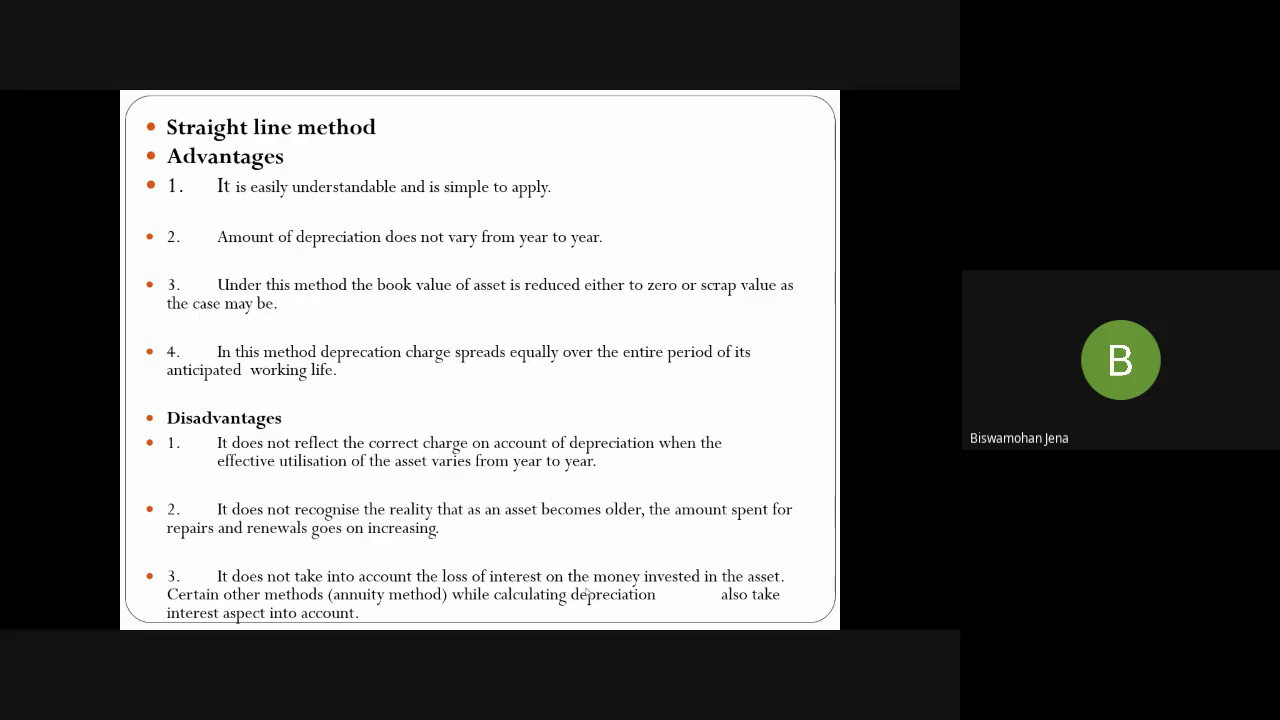 Straight line method
Advantages
1. It is easily understandable and is simple to apply.
2. Amount of depreciation does not vary from year to year.
3. Under this method the book value of asset is reduced either to zero or scrap value as
the case may be.
4. In this method deprecation charge spreads equally over the entire period of its
anticipated working life.
Disadvantages
1. It does not reflect the correct charge on account of depreciation when the
effective utilisation of the asset varies from year to year.
2. It does not recognise the reality that as an asset becomes older, the amount spent for
repairs and renewals goes on increasing.
3. It does not take into account the loss of interest on the money invested in the asset.
Certain other methods (annuity method) while calculating depreciation also take
interest aspect into account.
B
Biswamohan Jena